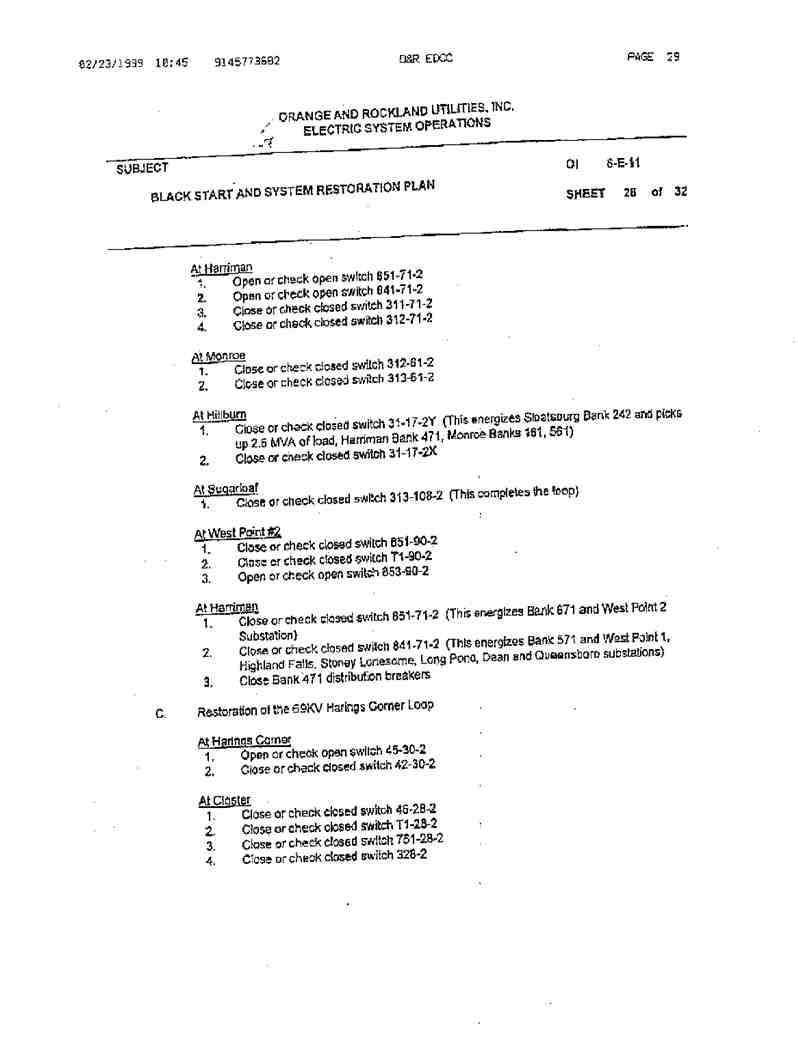 02/23/1999 10:45 9145773682 O&R EDCC PAGE 29
ORANGE AND ROCKLAND UTILITIES, INC.
ELECTRIC SYSTEM OPERATIONS
SUBJECT OI 6-E-11
BLACK START AND SYSTEM RESTORATION PLAN SHEET 28 of 32
At Harriman
1. Open or check open switch 651-71-2
2. Open or check open switch 841-71-2
3. Close or check closed switch 311-71-2
4. Close or check closed switch 312-71-2
At Monroe
1. Close or check closed switch 312-61-2
2. Close or check closed switch 313-61-2
At Hillburn
1. Close or check closed switch 31-17-2Y (This energizes Sloatsburg Bank 242 and picks
up 2.6 MVA of load, Harriman Bank 471, Monroe Banks 161, 561)
2. Close or check closed switch 31-17-2X
At Sugarloaf
1. Close or check closed switch 313-108-2 (This completes the loop)
At West Point #2
1. Close or check closed switch 651-90-2
2. Close or check closed switch T1-90-2
3. Open or check open switch 853-90-2
At Harriman
1. Close or check closed switch 651-71-2 (This energizes Bank 671 and West Point 2
Substation)
2. Close or check closed switch 841-71-2 (This energizes Bank 571 and West Point 1,
Highland Falls, Stoney Lonesome, Long Pond, Dean and Queensboro substations)
3. Close Bank 471 distribution breakers
C. Restoration of the 69KV Harings Corner Loop
At Harings Corner
1. Open or check open switch 45-30-2
2. Close or check closed switch 42-30-2
At Closter
1. Close or check closed switch 46-28-2
2. Close or check closed switch T1-28-2
3. Close or check closed switch 751-28-2
4. Close or check closed switch 328-2